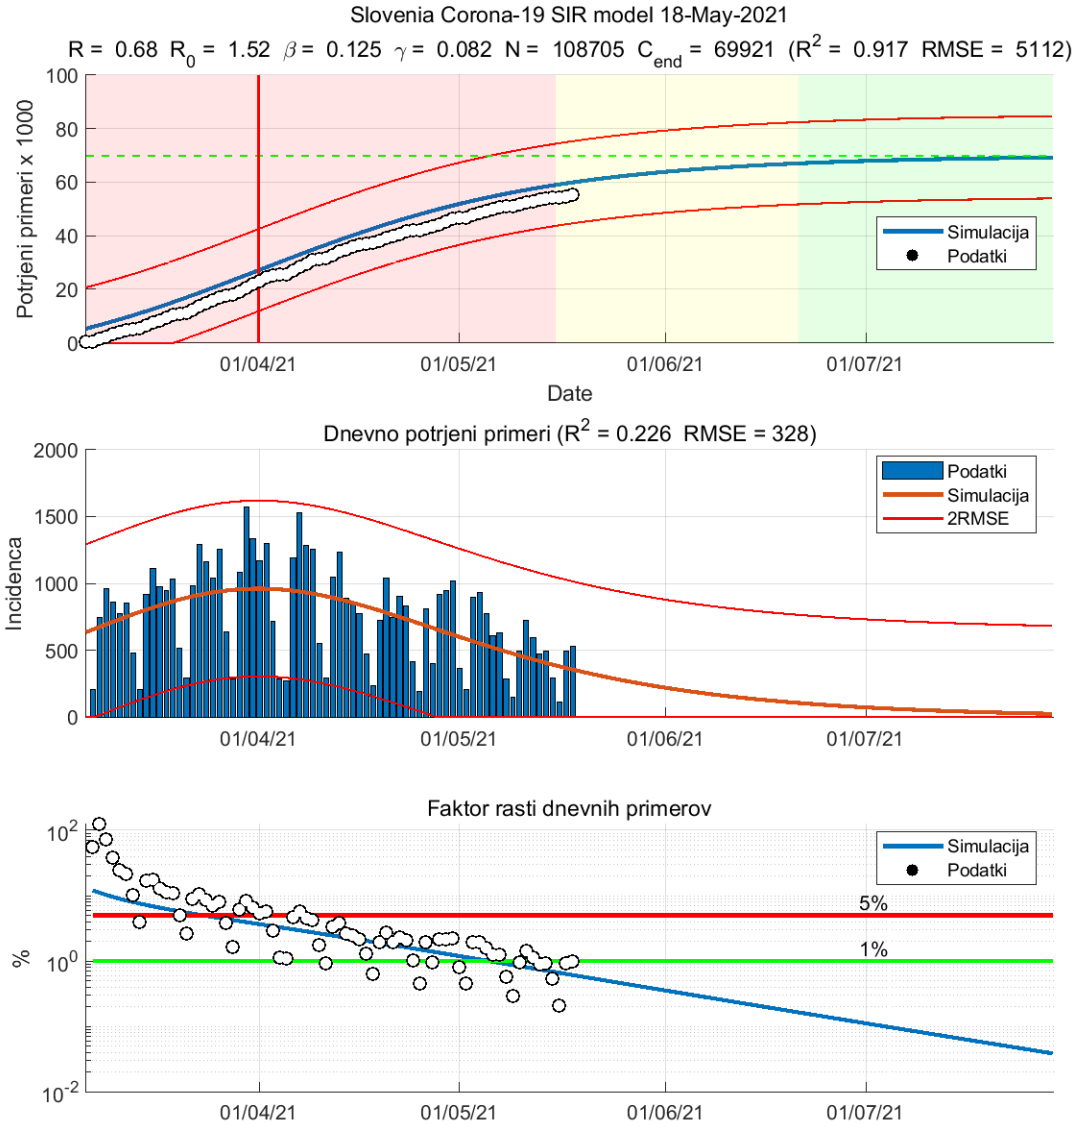 Slovenia Corona-19 SIR model 18-May-2021
R = 0.68 R0 = 1.52 β = 0.125 γ = 0.082 N = 108705 Cend = 69921 (R2 = 0.917 RMSE = 5112)
Potrjeni primeri x 1000
100
80
60
40
20
0
Simulacija
Podatki
01/04/21 01/05/21 01/06/21 01/07/21
Date
Dnevno potrjeni primeri (R2 = 0.226 RMSE = 328)
Incidenca
2000
1500
1000
500
0
Podatki
Simulacija
2RMSE
01/04/21 01/05/21 01/06/21 01/07/21
Faktor rasti dnevnih primerov
%
10^2
10^0
10^-2
Simulacija
Podatki
5%
1%
01/04/21 01/05/21 01/06/21 01/07/21